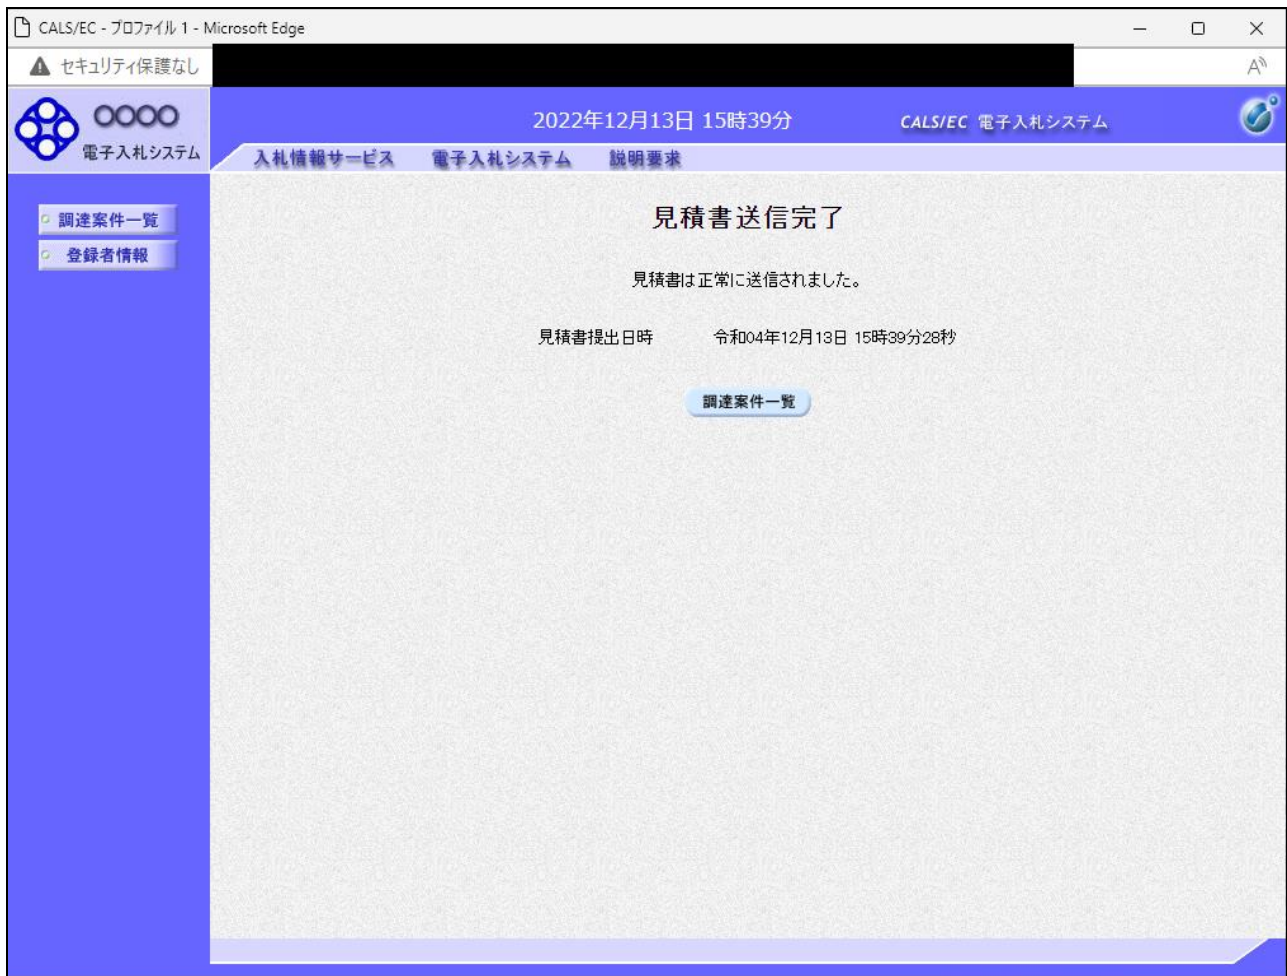 CALS/EC - プロファイル 1 - Microsoft Edge
セキュリティ保護なし
OOOO
電子入札システム
2022年12月13日 15時39分
CALS/EC 電子入札システム
入札情報サービス 電子入札システム 説明要求
調達案件一覧
登録者情報
見積書送信完了
見積書は正常に送信されました。
見積書提出日時 令和04年12月13日 15時39分28秒
調達案件一覧